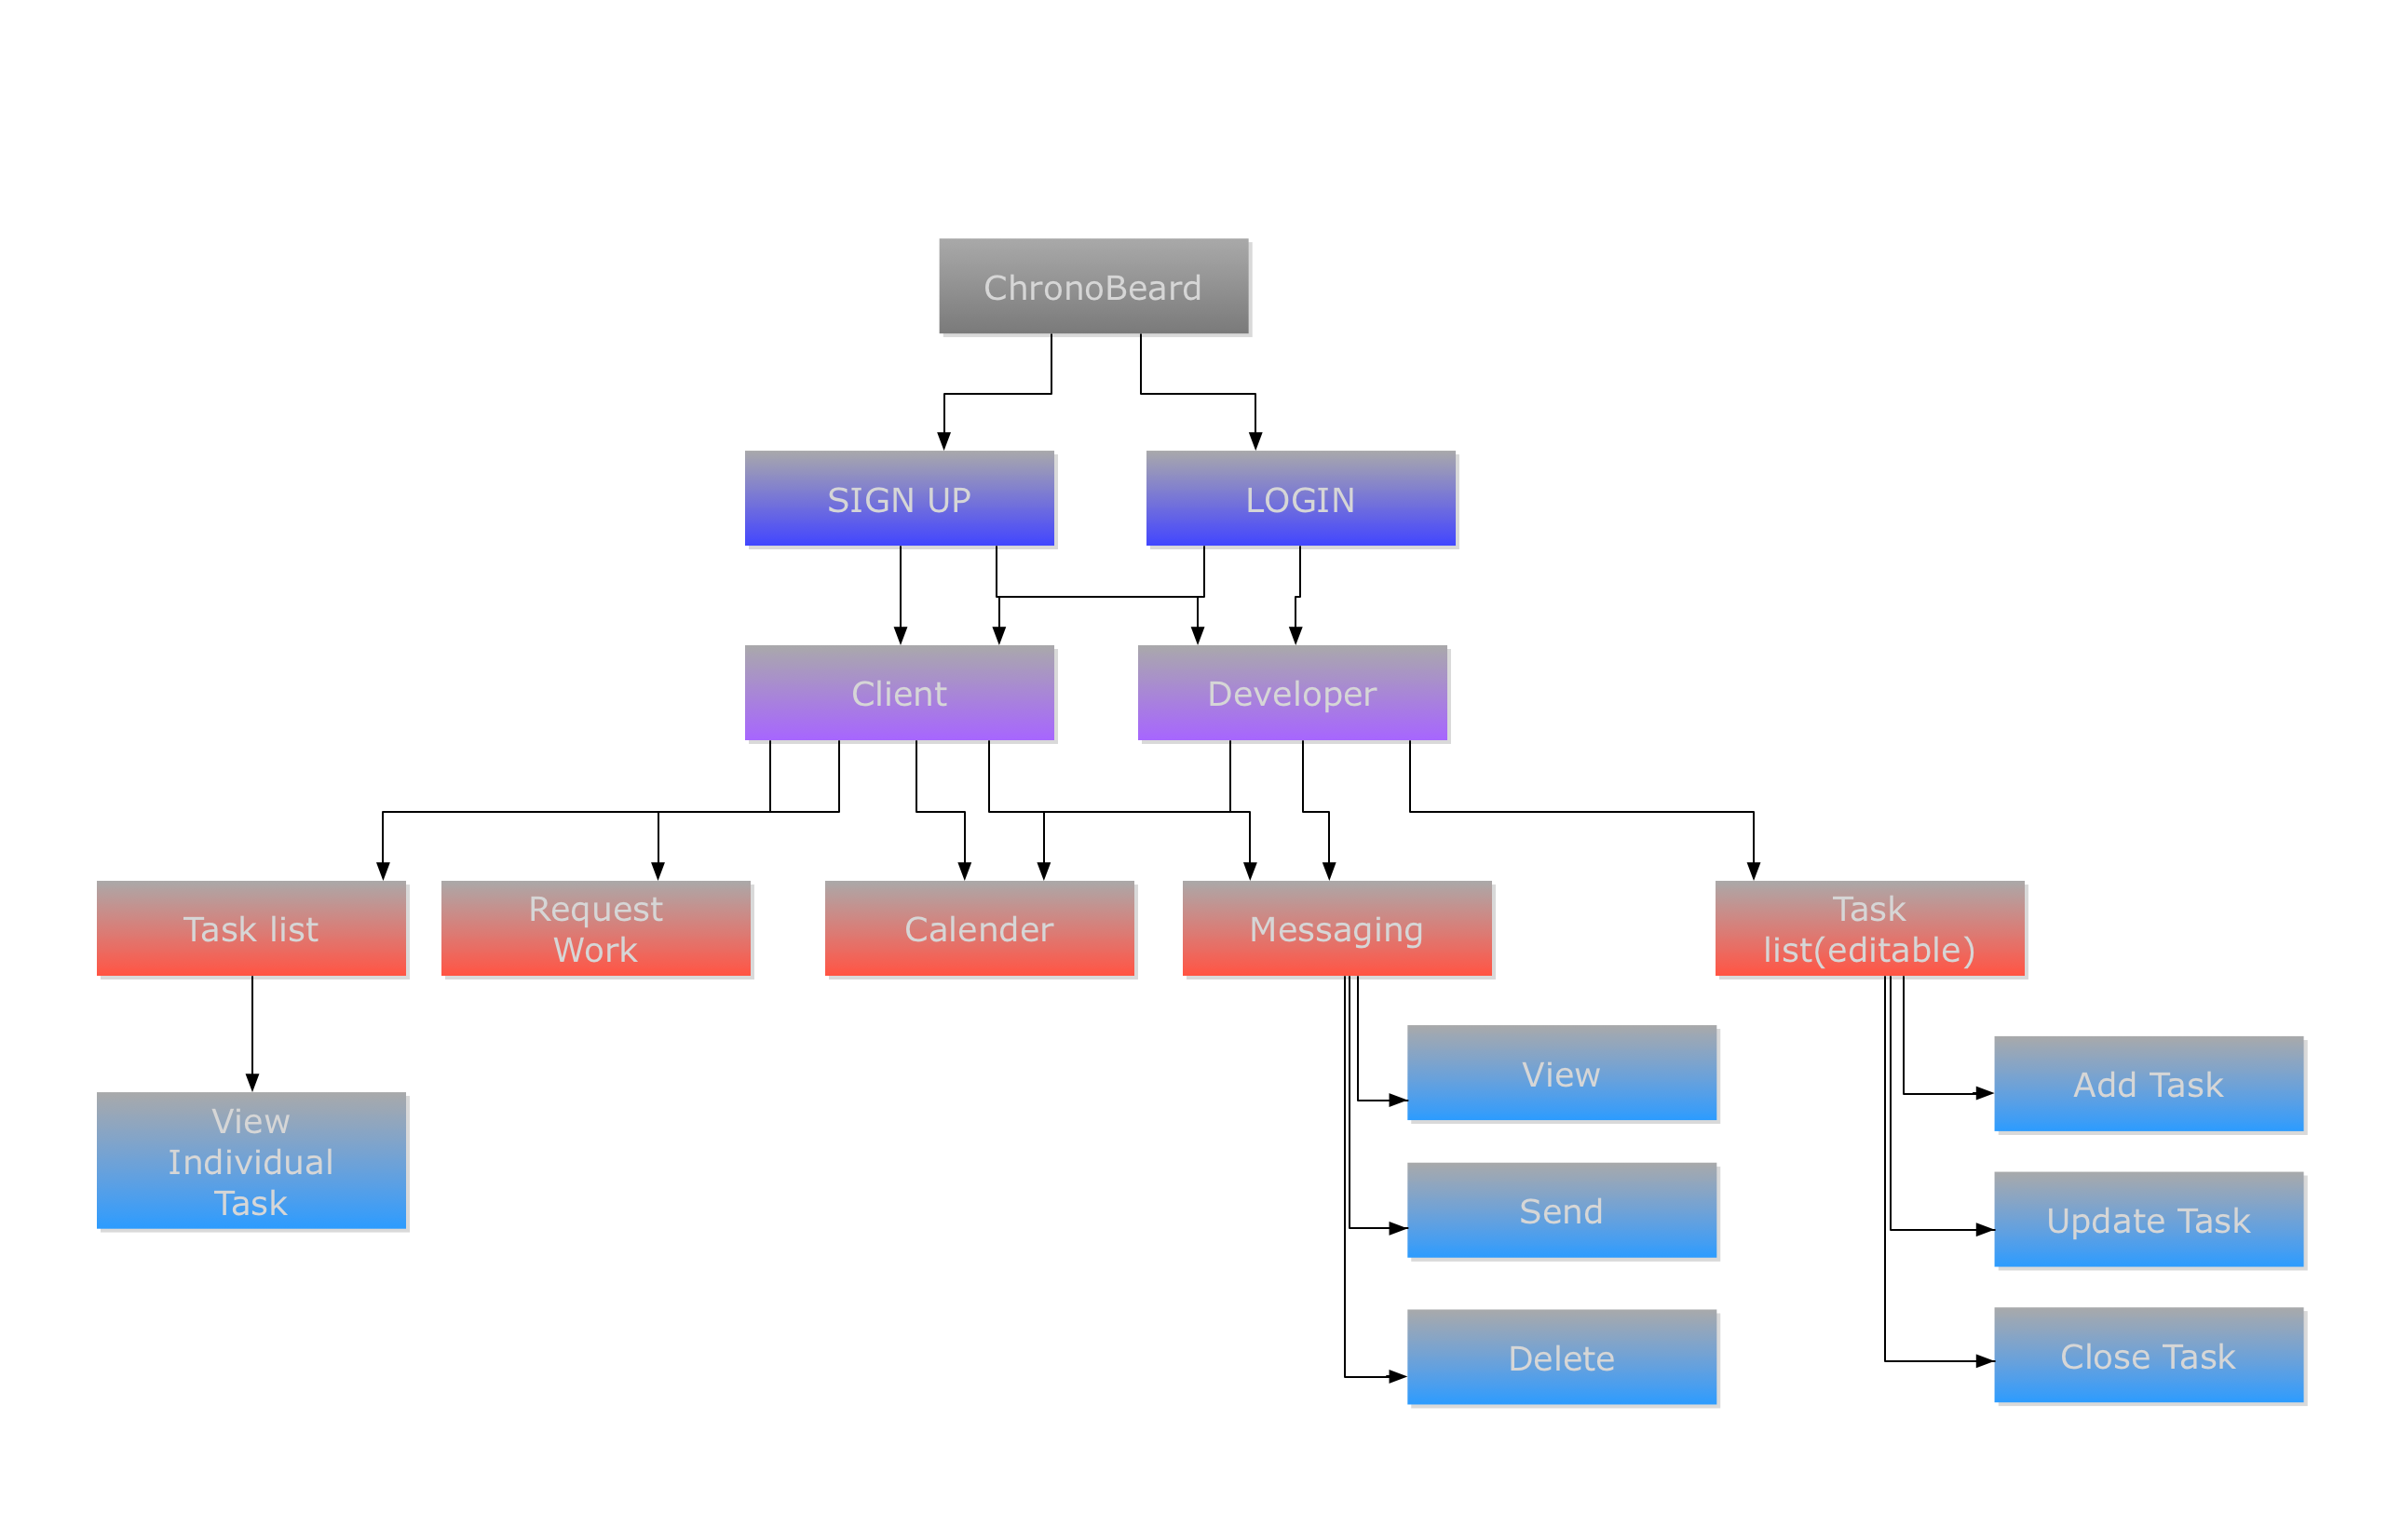 ChronoBeard
SIGN UP
LOGIN
Client
Developer
Task list
Request
Work
Calender
Messaging
Task
list(editable)
View
Individual
Task
View
Send
Delete
Add Task
Update Task
Close Task